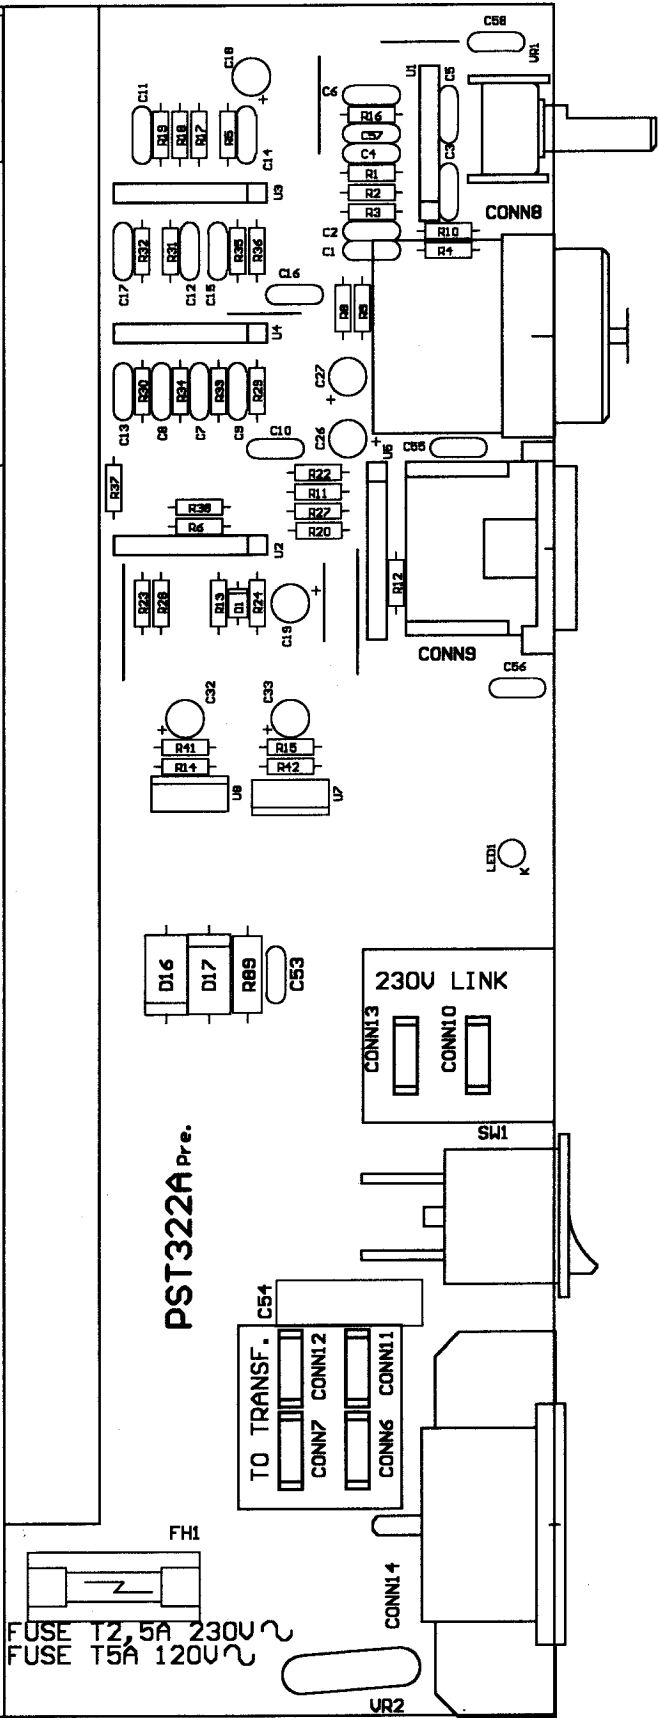 C58
VR1
C18
C11
R19
R18
R17
R5
C14
C6
R16
C57
C4
R1
R2
R3
C2
C1
U1
C5
C3
R10
R4
CONN8
U3
C17
R32
R31
C12
C15
R35
R36
C16
R8
R9
U4
C13
R30
C8
R34
C7
R33
C9
R29
C27
C26
C10
C55
U5
R37
R38
R6
R22
R11
R27
R20
U2
R12
R23
R28
R13
D1
R24
C19
CONN9
C56
C32
C33
R41
R14
R15
R42
U8
U7
LED1
K
D16
D17
R89
C53
230V LINK
CONN13
CONN10
SW1
PST322A Pre.
C54
TO TRANSF.
CONN12
CONN11
CONN7
CONN6
FH1
CONN14
FUSE T2,5A 230V
FUSE T5A 120V
VR2